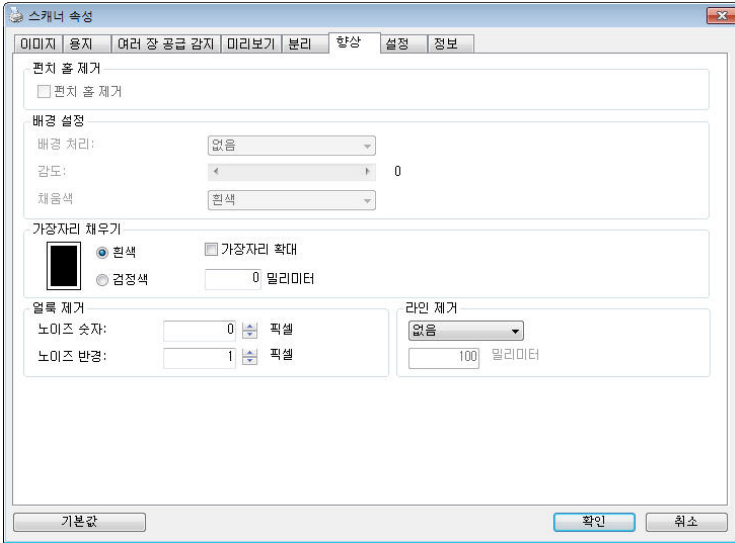 스캐너 속성
이미지 용지 여러 장 공급 감지 미리보기 분리 향상 설정 정보
펀치 홀 제거
펀치 홀 제거
배경 설정
배경 처리: 없음
감도: 0
채움색 흰색
가장자리 채우기
흰색 가장자리 확대
검정색 0 밀리미터
얼룩 제거 라인 제거
노이즈 숫자: 0 픽셀 없음
노이즈 반경: 1 픽셀 100 밀리미터
기본값 확인 취소